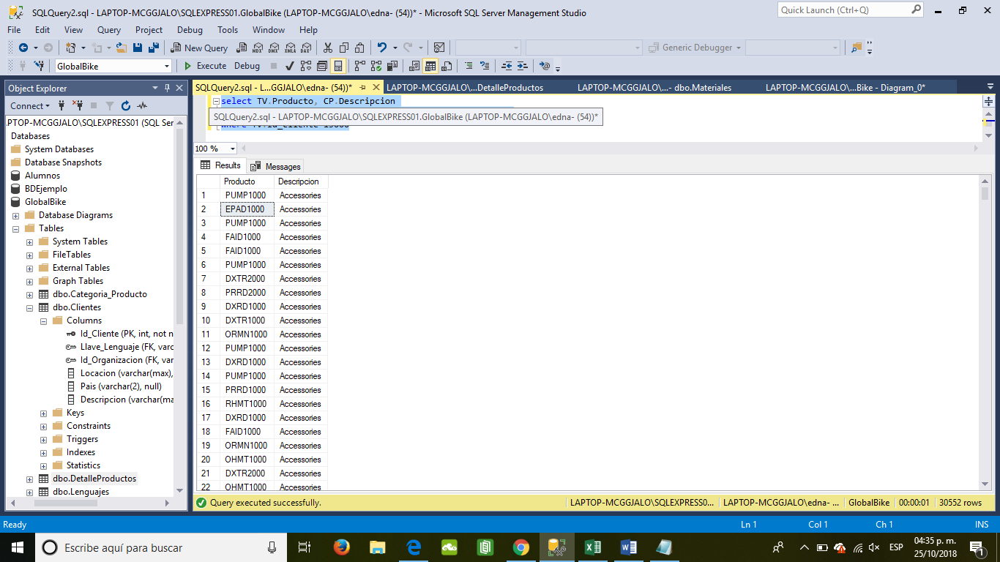 SQLQuery2.sql - LAPTOP-MCGGJALO\SQLEXPRESS01.GlobalBike (LAPTOP-MCGGJALO\edna- (54))* - Microsoft SQL Server Management Studio
Quick Launch (Ctrl+Q)
File Edit View Query Project Debug Tools Window Help
New Query
MDX DMX XMLA DAX
Generic Debugger
GlobalBike
Execute Debug
Object Explorer
SQLQuery2.sql - L...GGJALO\edna- (54))* LAPTOP-MCGGJALO\...DetalleProductos LAPTOP-MCGGJALO\...- dbo.Materiales LAPTOP-MCGGJALO\...Bike - Diagram_0*
Connect
select TV.Producto, CP.Descripcion
SQLQuery2.sql - LAPTOP-MCGGJALO\SQLEXPRESS01.GlobalBike (LAPTOP-MCGGJALO\edna- (54))*
100 %
.PTOP-MCGGJALO\SQLEXPRESS01 (SQL Ser
Databases
System Databases
Database Snapshots
Alumnos
BDEjemplo
GlobalBike
Database Diagrams
Tables
System Tables
FileTables
External Tables
Graph Tables
dbo.Categoria_Producto
dbo.Clientes
Columns
Id_Cliente (PK, int, not n
Llave_Lenguaje (FK, varc
Id_Organizacion (FK, var
Locacion (varchar(max),
Pais (varchar(2), null)
Descripcion (varchar(ma
Keys
Constraints
Triggers
Indexes
Statistics
dbo.DetalleProductos
dbo.Lenguajes
Results Messages
Producto Descripcion
1 PUMP1000 Accessories
2 EPAD1000 Accessories
3 PUMP1000 Accessories
4 FAID1000 Accessories
5 FAID1000 Accessories
6 PUMP1000 Accessories
7 DXTR2000 Accessories
8 PRRD2000 Accessories
9 DXRD1000 Accessories
10 DXTR1000 Accessories
11 ORMN1000 Accessories
12 PUMP1000 Accessories
13 DXRD1000 Accessories
14 PUMP1000 Accessories
15 PRRD1000 Accessories
16 RHMT1000 Accessories
17 DXRD1000 Accessories
18 FAID1000 Accessories
19 ORMN1000 Accessories
20 OHMT1000 Accessories
21 DXTR2000 Accessories
22 OHMT1000 Accessories
Query executed successfully. LAPTOP-MCGGJALO\SQLEXPRESS0... LAPTOP-MCGGJALO\edna- ... GlobalBike 00:00:01 30552 rows
Ready Ln 1 Col 1 Ch 1 INS
Escribe aquí para buscar
ESP
04:35 p. m.
25/10/2018
1